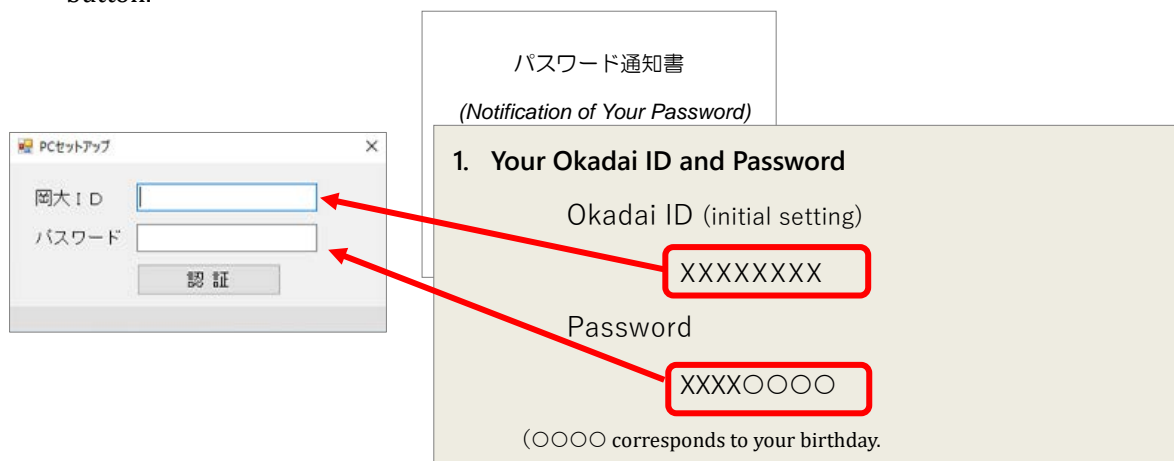 button.
パスワード通知書
(Notification of Your Password)
PCセットアップ
岡大ＩＤ
パスワード
認 証
1. Your Okadai ID and Password
Okadai ID (initial setting)
XXXXXXXX
Password
XXXX〇〇〇〇
（〇〇〇〇 corresponds to your birthday.